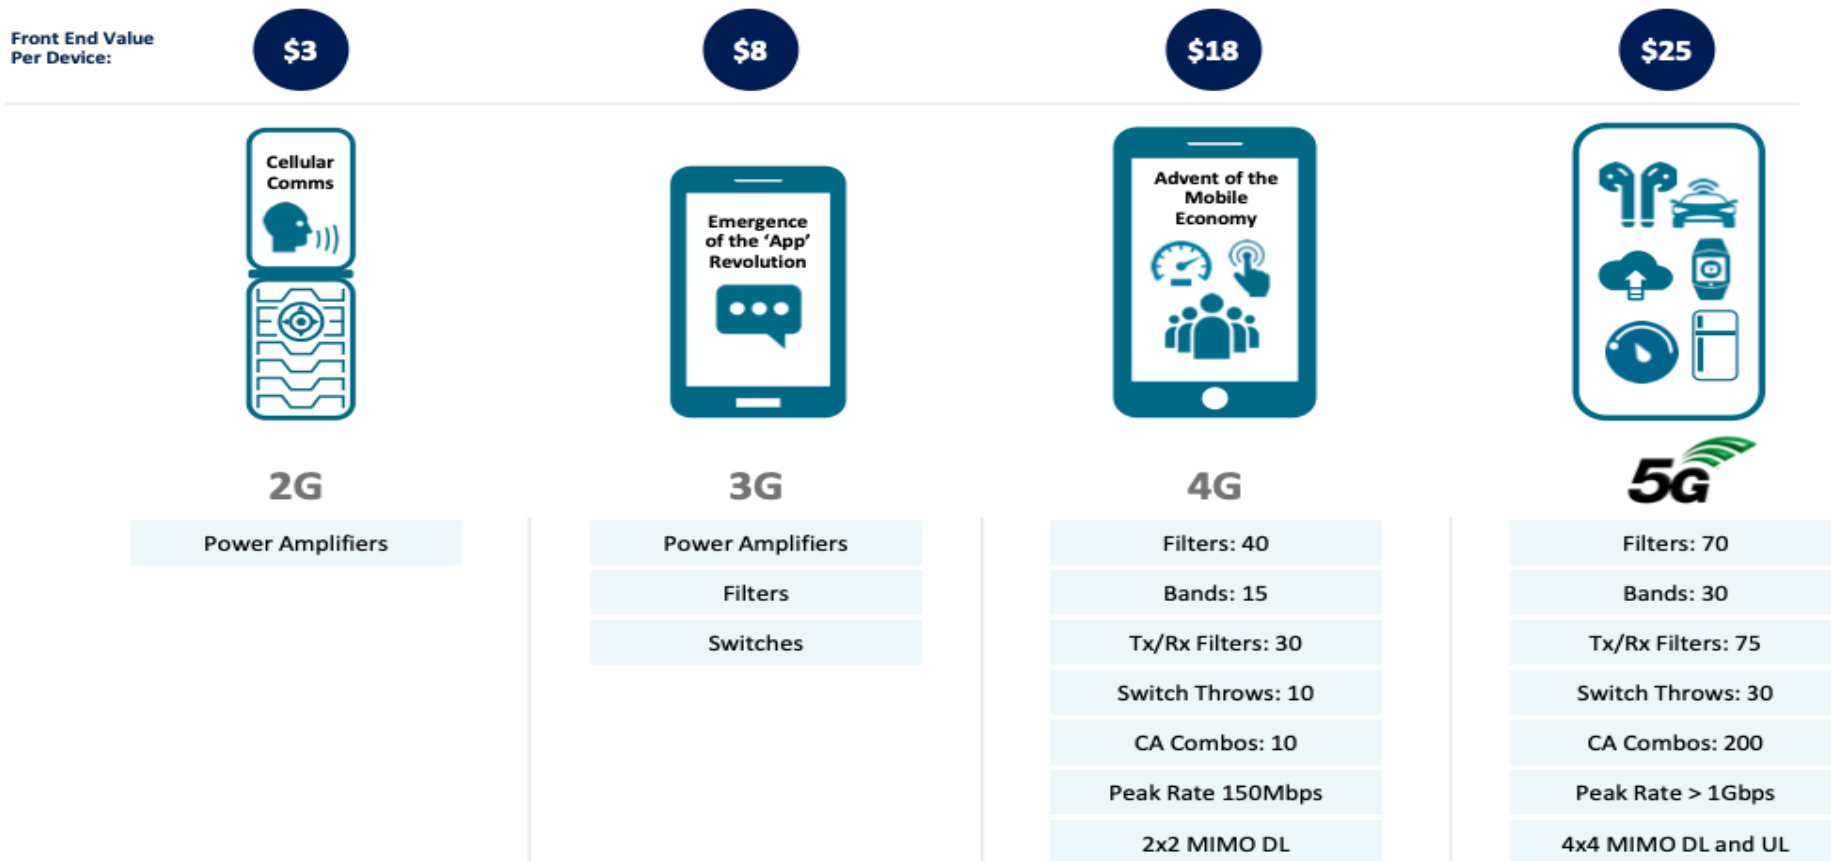 Front End Value
Per Device:
$3
$8
$18
$25
Cellular
Comms
Emergence
of the ‘App’
Revolution
Advent of the
Mobile
Economy
2G
3G
4G
5G
Power Amplifiers
Power Amplifiers
Filters
Switches
Filters: 40
Bands: 15
Tx/Rx Filters: 30
Switch Throws: 10
CA Combos: 10
Peak Rate 150Mbps
2x2 MIMO DL
Filters: 70
Bands: 30
Tx/Rx Filters: 75
Switch Throws: 30
CA Combos: 200
Peak Rate > 1Gbps
4x4 MIMO DL and UL